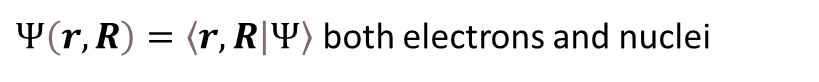 Ψ(r, R) = ⟨r, R|Ψ⟩ both electrons and nuclei